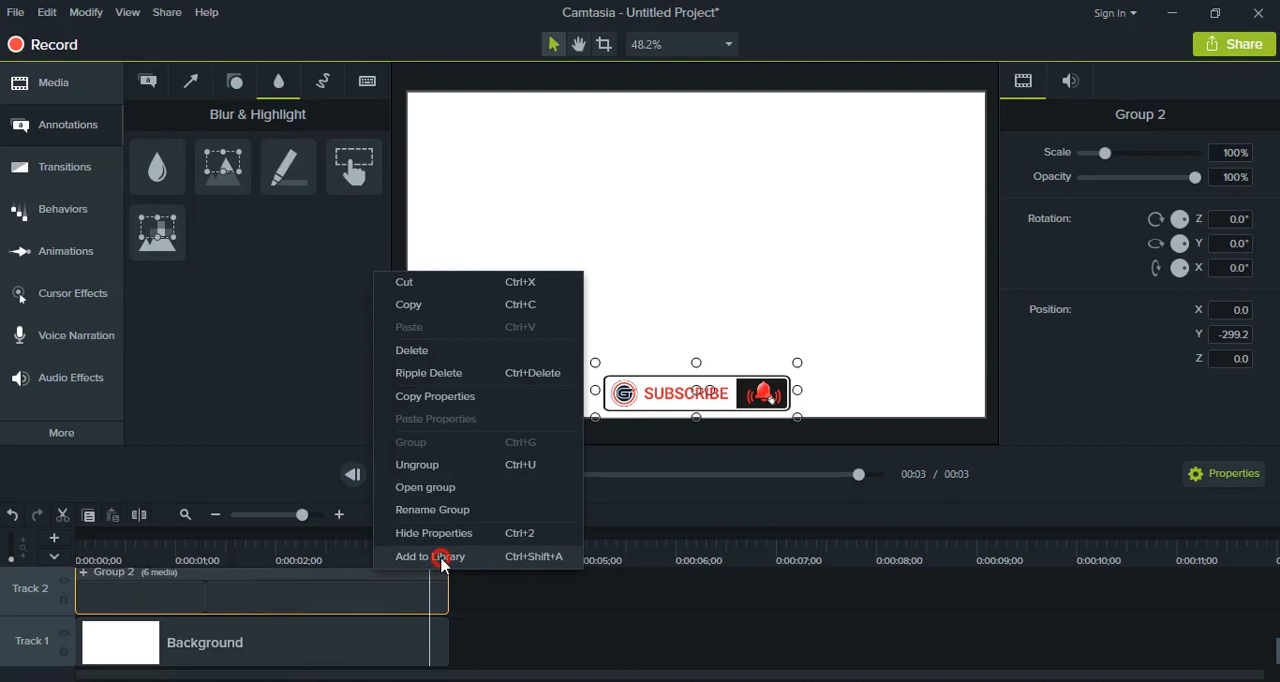 File Edit Modify View Share Help Camtasia - Untitled Project* Sign In
Record 48.2% Share
Media
Annotations
Transitions
Behaviors
Animations
Cursor Effects
Voice Narration
Audio Effects
More
Blur & Highlight
SUBSCRIBE
Group 2
Scale 100%
Opacity 100%
Rotation: Z 0.0°
Y 0.0°
X 0.0°
Position: X 0.0
Y -299.2
Z 0.0
Cut Ctrl+X
Copy Ctrl+C
Paste Ctrl+V
Delete
Ripple Delete Ctrl+Delete
Copy Properties
Paste Properties
Group Ctrl+G
Ungroup Ctrl+U
Open group
Rename Group
Hide Properties Ctrl+2
Add to Library Ctrl+Shift+A
00:03 / 00:03 Properties
0:00:00;00 0:00:01;00 0:00:02;00 00:05;00 0:00:06;00 0:00:07;00 0:00:08;00 0:00:09;00 0:00:10;00 0:00:11;00
Track 2 + Group 2 (6 media)
Track 1 Background